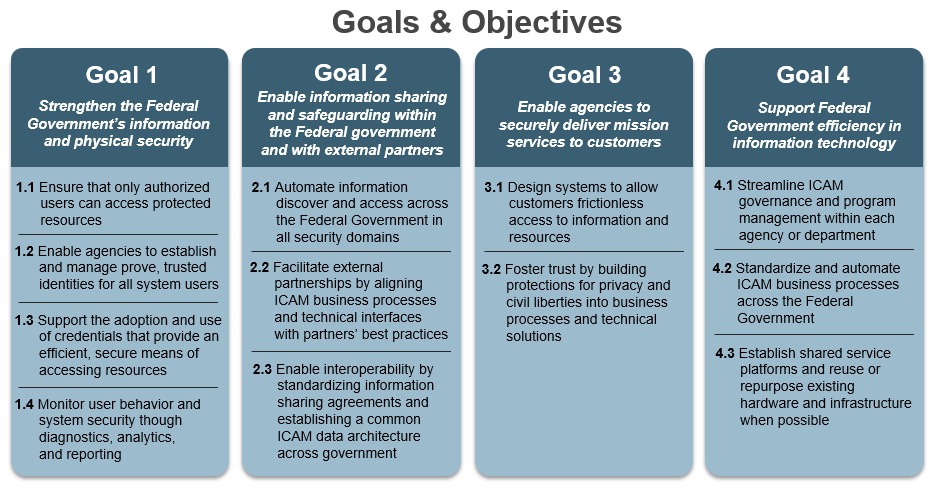 Goals & Objectives
Goal 1
Strengthen the Federal
Government's information
and physical security
1.1 Ensure that only authorized
users can access protected
resources
1.2 Enable agencies to establish
and manage prove, trusted
identities for all system users
1.3 Support the adoption and use
of credentials that provide an
efficient, secure means of
accessing resources
1.4 Monitor user behavior and
system security though
diagnostics, analytics,
and reporting
Goal 2
Enable information sharing
and safeguarding within
the Federal government
and with external partners
2.1 Automate information
discover and access across
the Federal Government in
all security domains
2.2 Facilitate external
partnerships by aligning
ICAM business processes
and technical interfaces
with partners' best practices
2.3 Enable interoperability by
standardizing information
sharing agreements and
establishing a common
ICAM data architecture
across government
Goal 3
Enable agencies to
securely deliver mission
services to customers
3.1 Design systems to allow
customers frictionless
access to information and
resources
3.2 Foster trust by building
protections for privacy and
civil liberties into business
processes and technical
solutions
Goal 4
Support Federal
Government efficiency in
information technology
4.1 Streamline ICAM
governance and program
management within each
agency or department
4.2 Standardize and automate
ICAM business processes
across the Federal
Government
4.3 Establish shared service
platforms and reuse or
repurpose existing
hardware and infrastructure
when possible